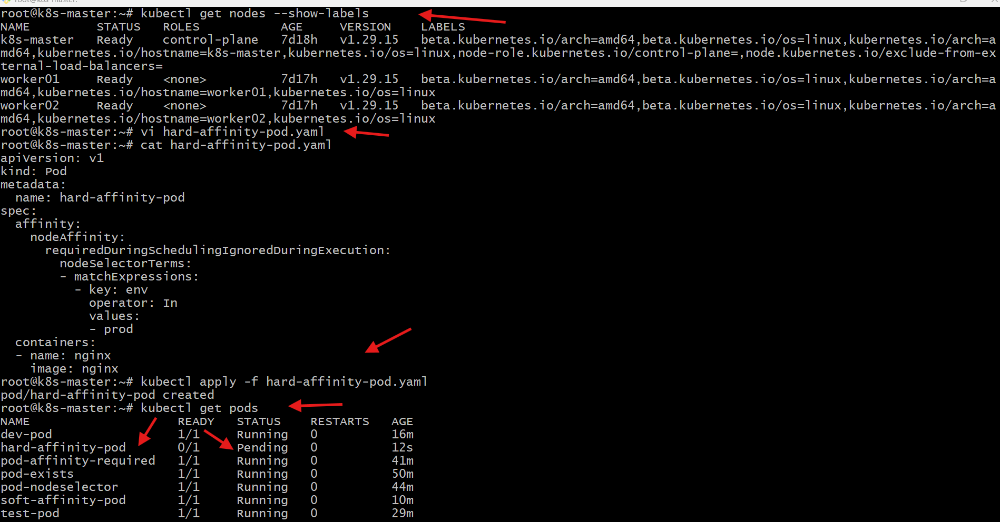 root@k8s-master:~# kubectl get nodes --show-labels
NAME STATUS ROLES AGE VERSION LABELS
k8s-master Ready control-plane 7d18h v1.29.15 beta.kubernetes.io/arch=amd64,beta.kubernetes.io/os=linux,kubernetes.io/arch=a
md64,kubernetes.io/hostname=k8s-master,kubernetes.io/os=linux,node-role.kubernetes.io/control-plane=,node.kubernetes.io/exclude-from-ex
ternal-load-balancers=
worker01 Ready <none> 7d17h v1.29.15 beta.kubernetes.io/arch=amd64,beta.kubernetes.io/os=linux,kubernetes.io/arch=a
md64,kubernetes.io/hostname=worker01,kubernetes.io/os=linux
worker02 Ready <none> 7d17h v1.29.15 beta.kubernetes.io/arch=amd64,beta.kubernetes.io/os=linux,kubernetes.io/arch=a
md64,kubernetes.io/hostname=worker02,kubernetes.io/os=linux
root@k8s-master:~# vi hard-affinity-pod.yaml
root@k8s-master:~# cat hard-affinity-pod.yaml
apiVersion: v1
kind: Pod
metadata:
  name: hard-affinity-pod
spec:
  affinity:
    nodeAffinity:
      requiredDuringSchedulingIgnoredDuringExecution:
        nodeSelectorTerms:
        - matchExpressions:
          - key: env
            operator: In
            values:
            - prod
  containers:
  - name: nginx
    image: nginx
root@k8s-master:~# kubectl apply -f hard-affinity-pod.yaml
pod/hard-affinity-pod created
root@k8s-master:~# kubectl get pods
NAME READY STATUS RESTARTS AGE
dev-pod 1/1 Running 0 16m
hard-affinity-pod 0/1 Pending 0 12s
pod-affinity-required 1/1 Running 0 41m
pod-exists 1/1 Running 0 50m
pod-nodeselector 1/1 Running 0 44m
soft-affinity-pod 1/1 Running 0 10m
test-pod 1/1 Running 0 29m